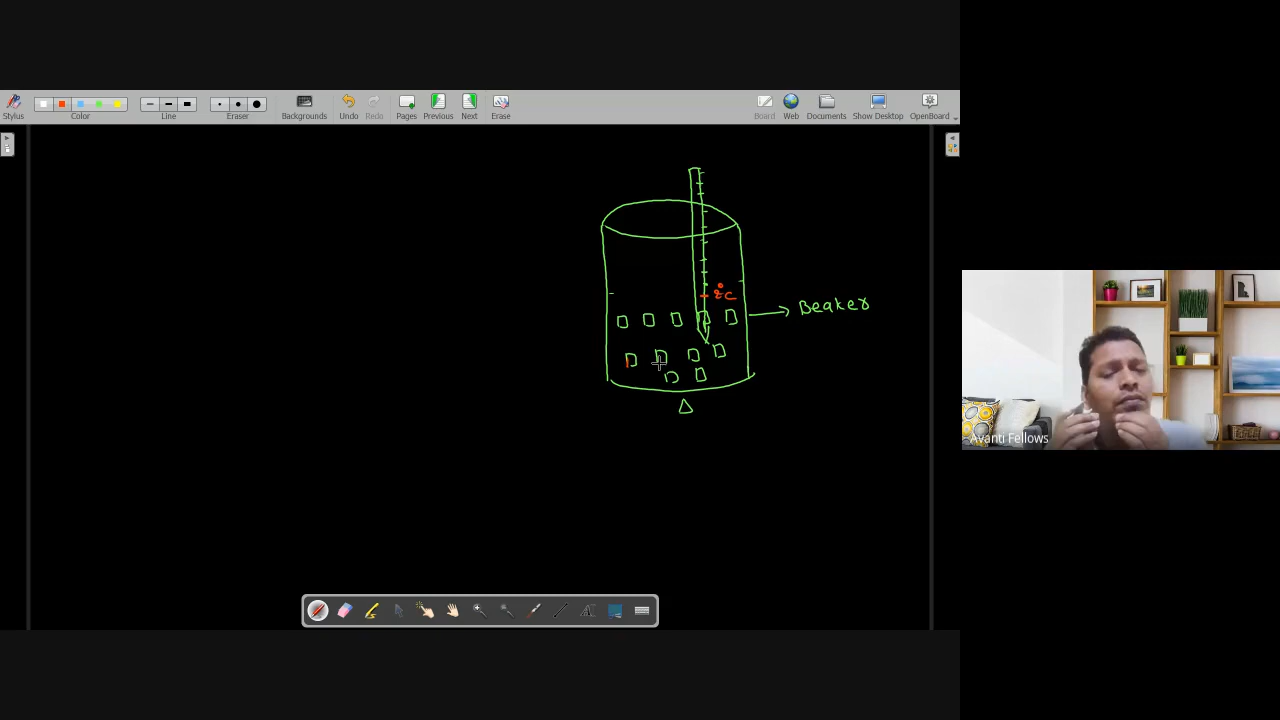 Stylus
Color
Line
Eraser
Backgrounds
Undo
Redo
Pages
Previous
Next
Erase
Board
Web
Documents
Show Desktop
OpenBoard
Beaker
Δ
Avanti Fellows